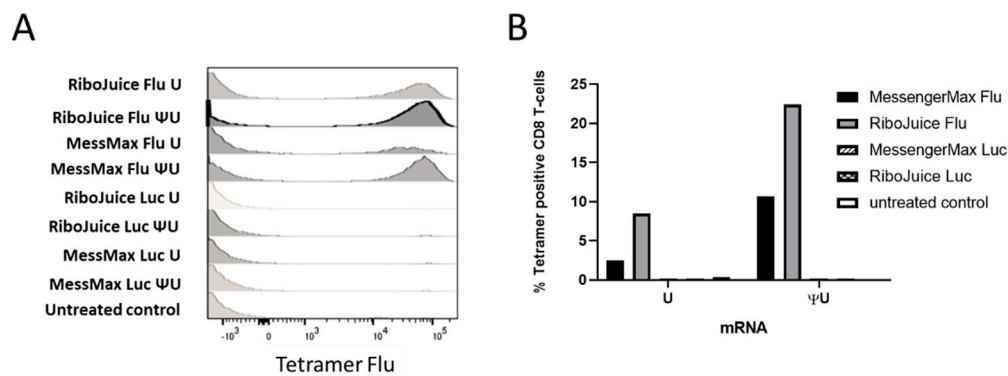 A
RiboJuice Flu U
RiboJuice Flu ΨU
MessMax Flu U
MessMax Flu ΨU
RiboJuice Luc U
RiboJuice Luc ΨU
MessMax Luc U
MessMax Luc ΨU
Untreated control
-10³ 0 10³ 10⁴ 10⁵
Tetramer Flu
B
% Tetramer positive CD8 T-cells
25
20
15
10
5
0
U ΨU
mRNA
MessengerMax Flu
RiboJuice Flu
MessengerMax Luc
RiboJuice Luc
untreated control